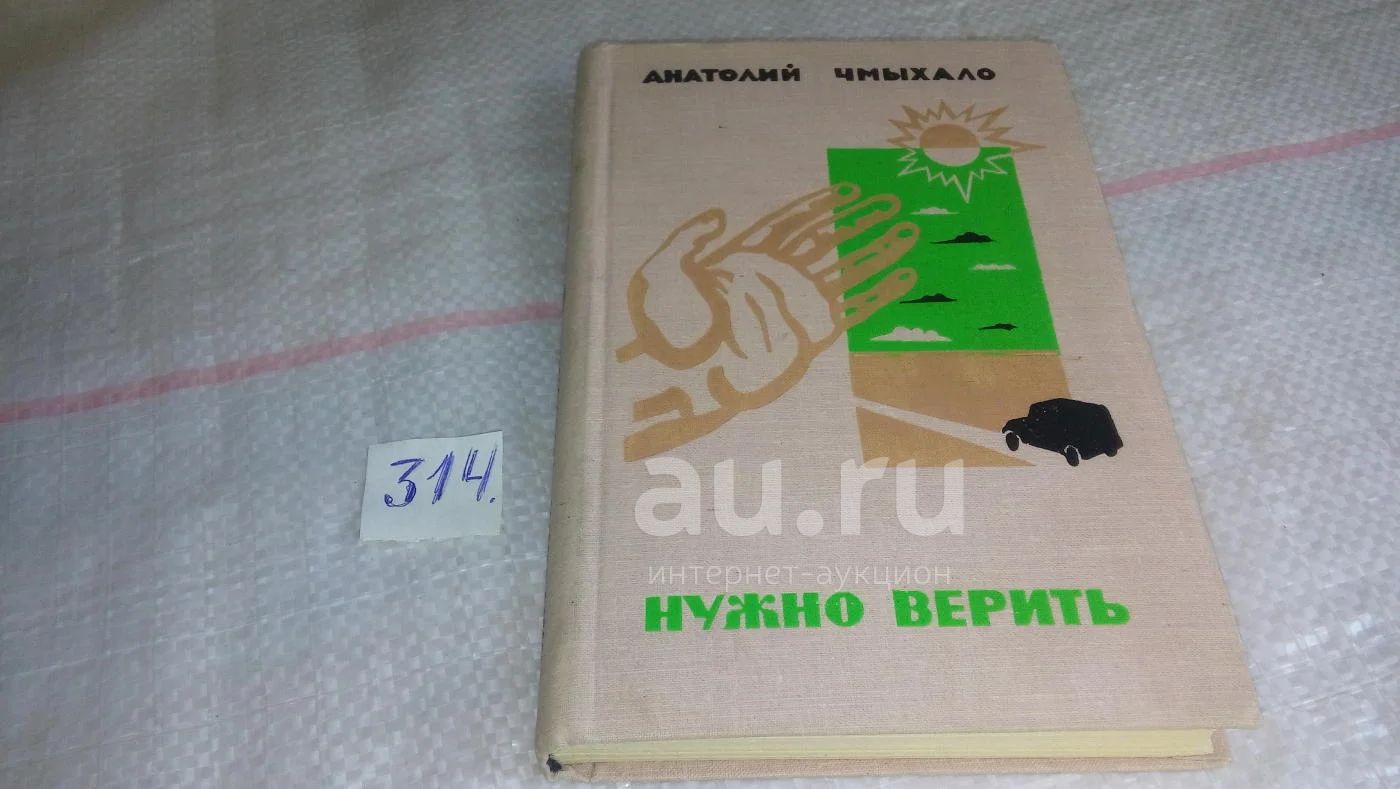 АНАТОЛИЙ ЧМЫХАЛО
314.
au.ru
интернет-аукцион
НУЖНО ВЕРИТЬ